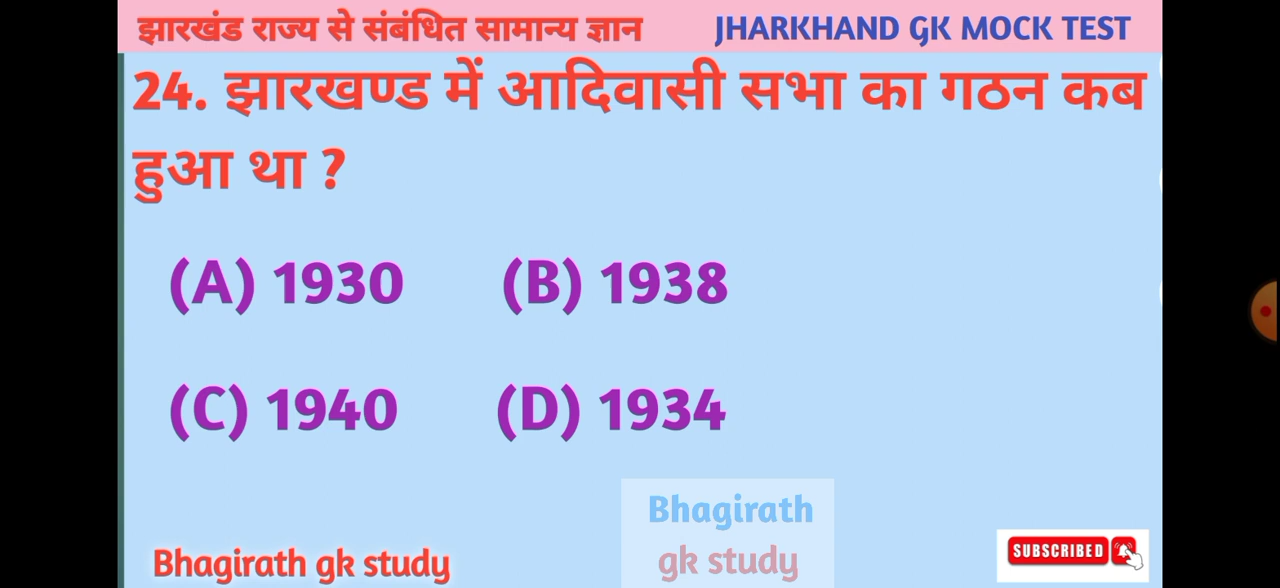 झारखंड राज्य से संबंधित सामान्य ज्ञान JHARKHAND GK MOCK TEST
24. झारखण्ड में आदिवासी सभा का गठन कब
हुआ था ?
(A) 1930 (B) 1938
(C) 1940 (D) 1934
Bhagirath
gk study
Bhagirath gk study
SUBSCRIBED